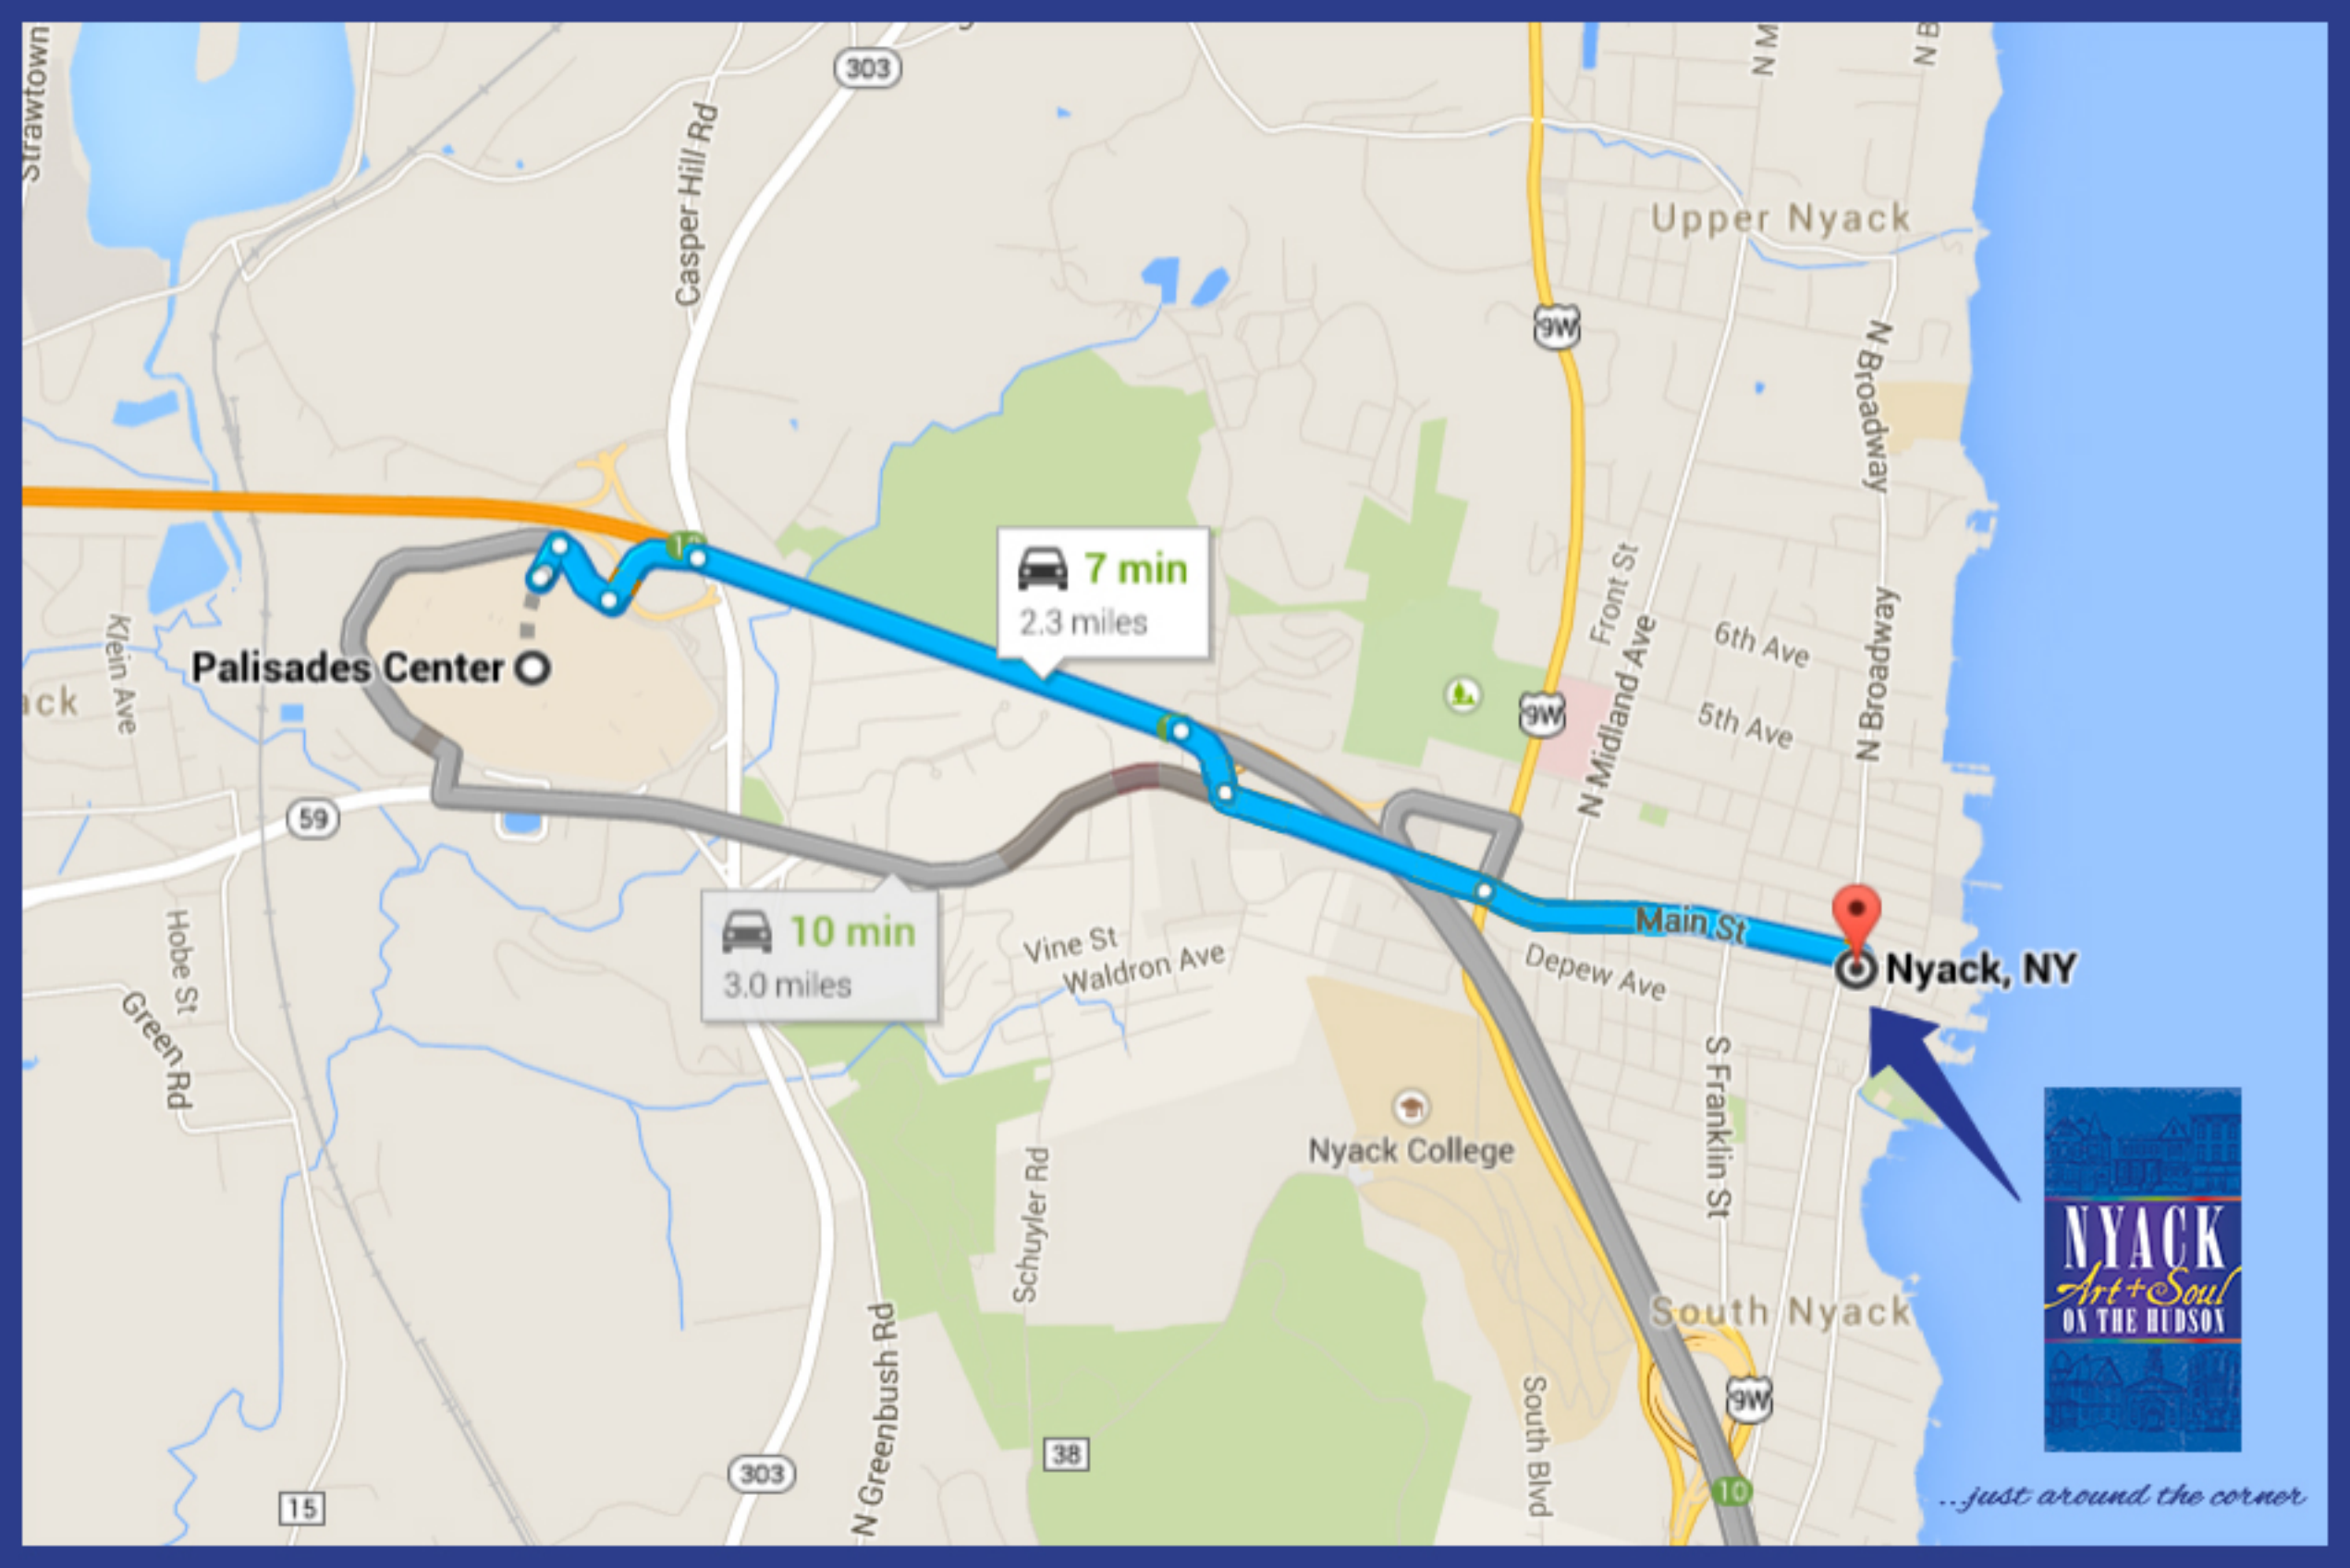 Strawtown
303
Casper Hill Rd
N M
N B
Upper Nyack
9W
N Broadway
12
7 min
2.3 miles
Front St
6th Ave
5th Ave
N Midland Ave
N Broadway
9W
Klein Ave
Palisades Center
ack
59
10 min
3.0 miles
Main St
Nyack, NY
Vine St
Waldron Ave
Depew Ave
Hobe St
Green Rd
S Franklin St
Nyack College
Schuyler Rd
South Nyack
NYACK
Art + Soul
ON THE HUDSON
N Greenbush Rd
South Blvd
9W
38
303
15
10
...just around the corner